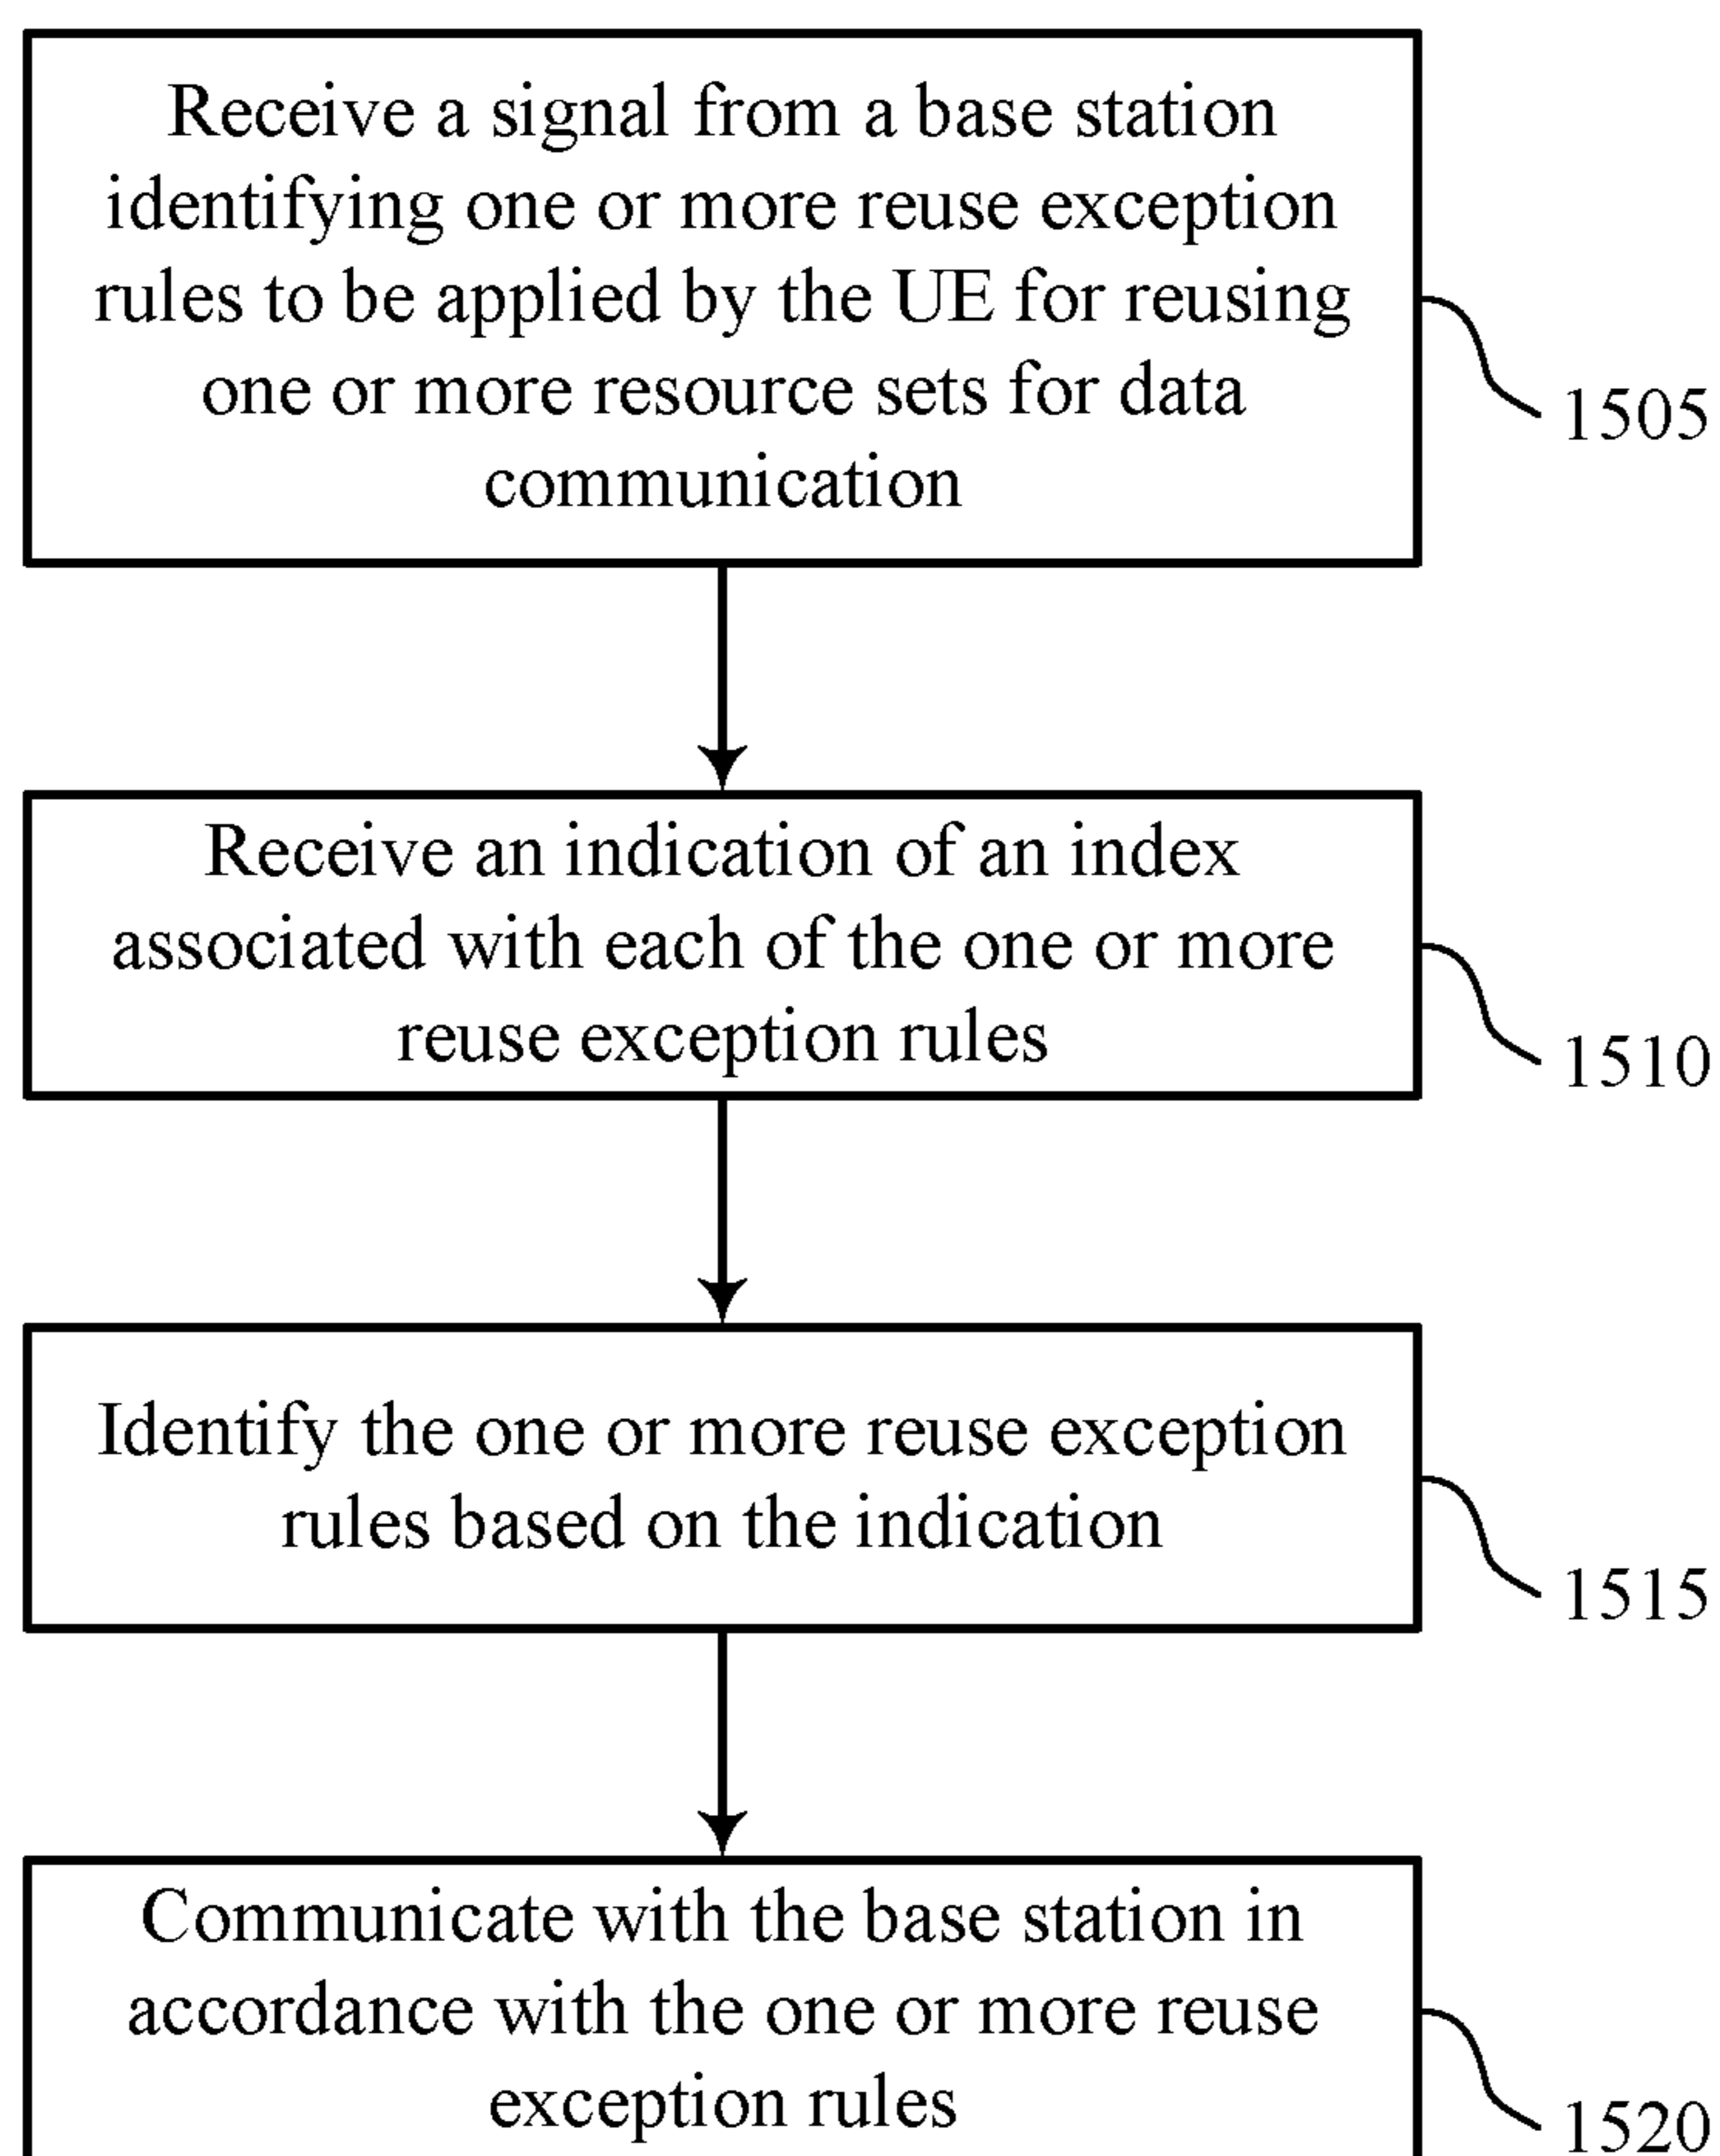 Receive a signal from a base station
identifying one or more reuse exception
rules to be applied by the UE for reusing
one or more resource sets for data
communication
1505
Receive an indication of an index
associated with each of the one or more
reuse exception rules
1510
Identify the one or more reuse exception
rules based on the indication
1515
Communicate with the base station in
accordance with the one or more reuse
exception rules
1520